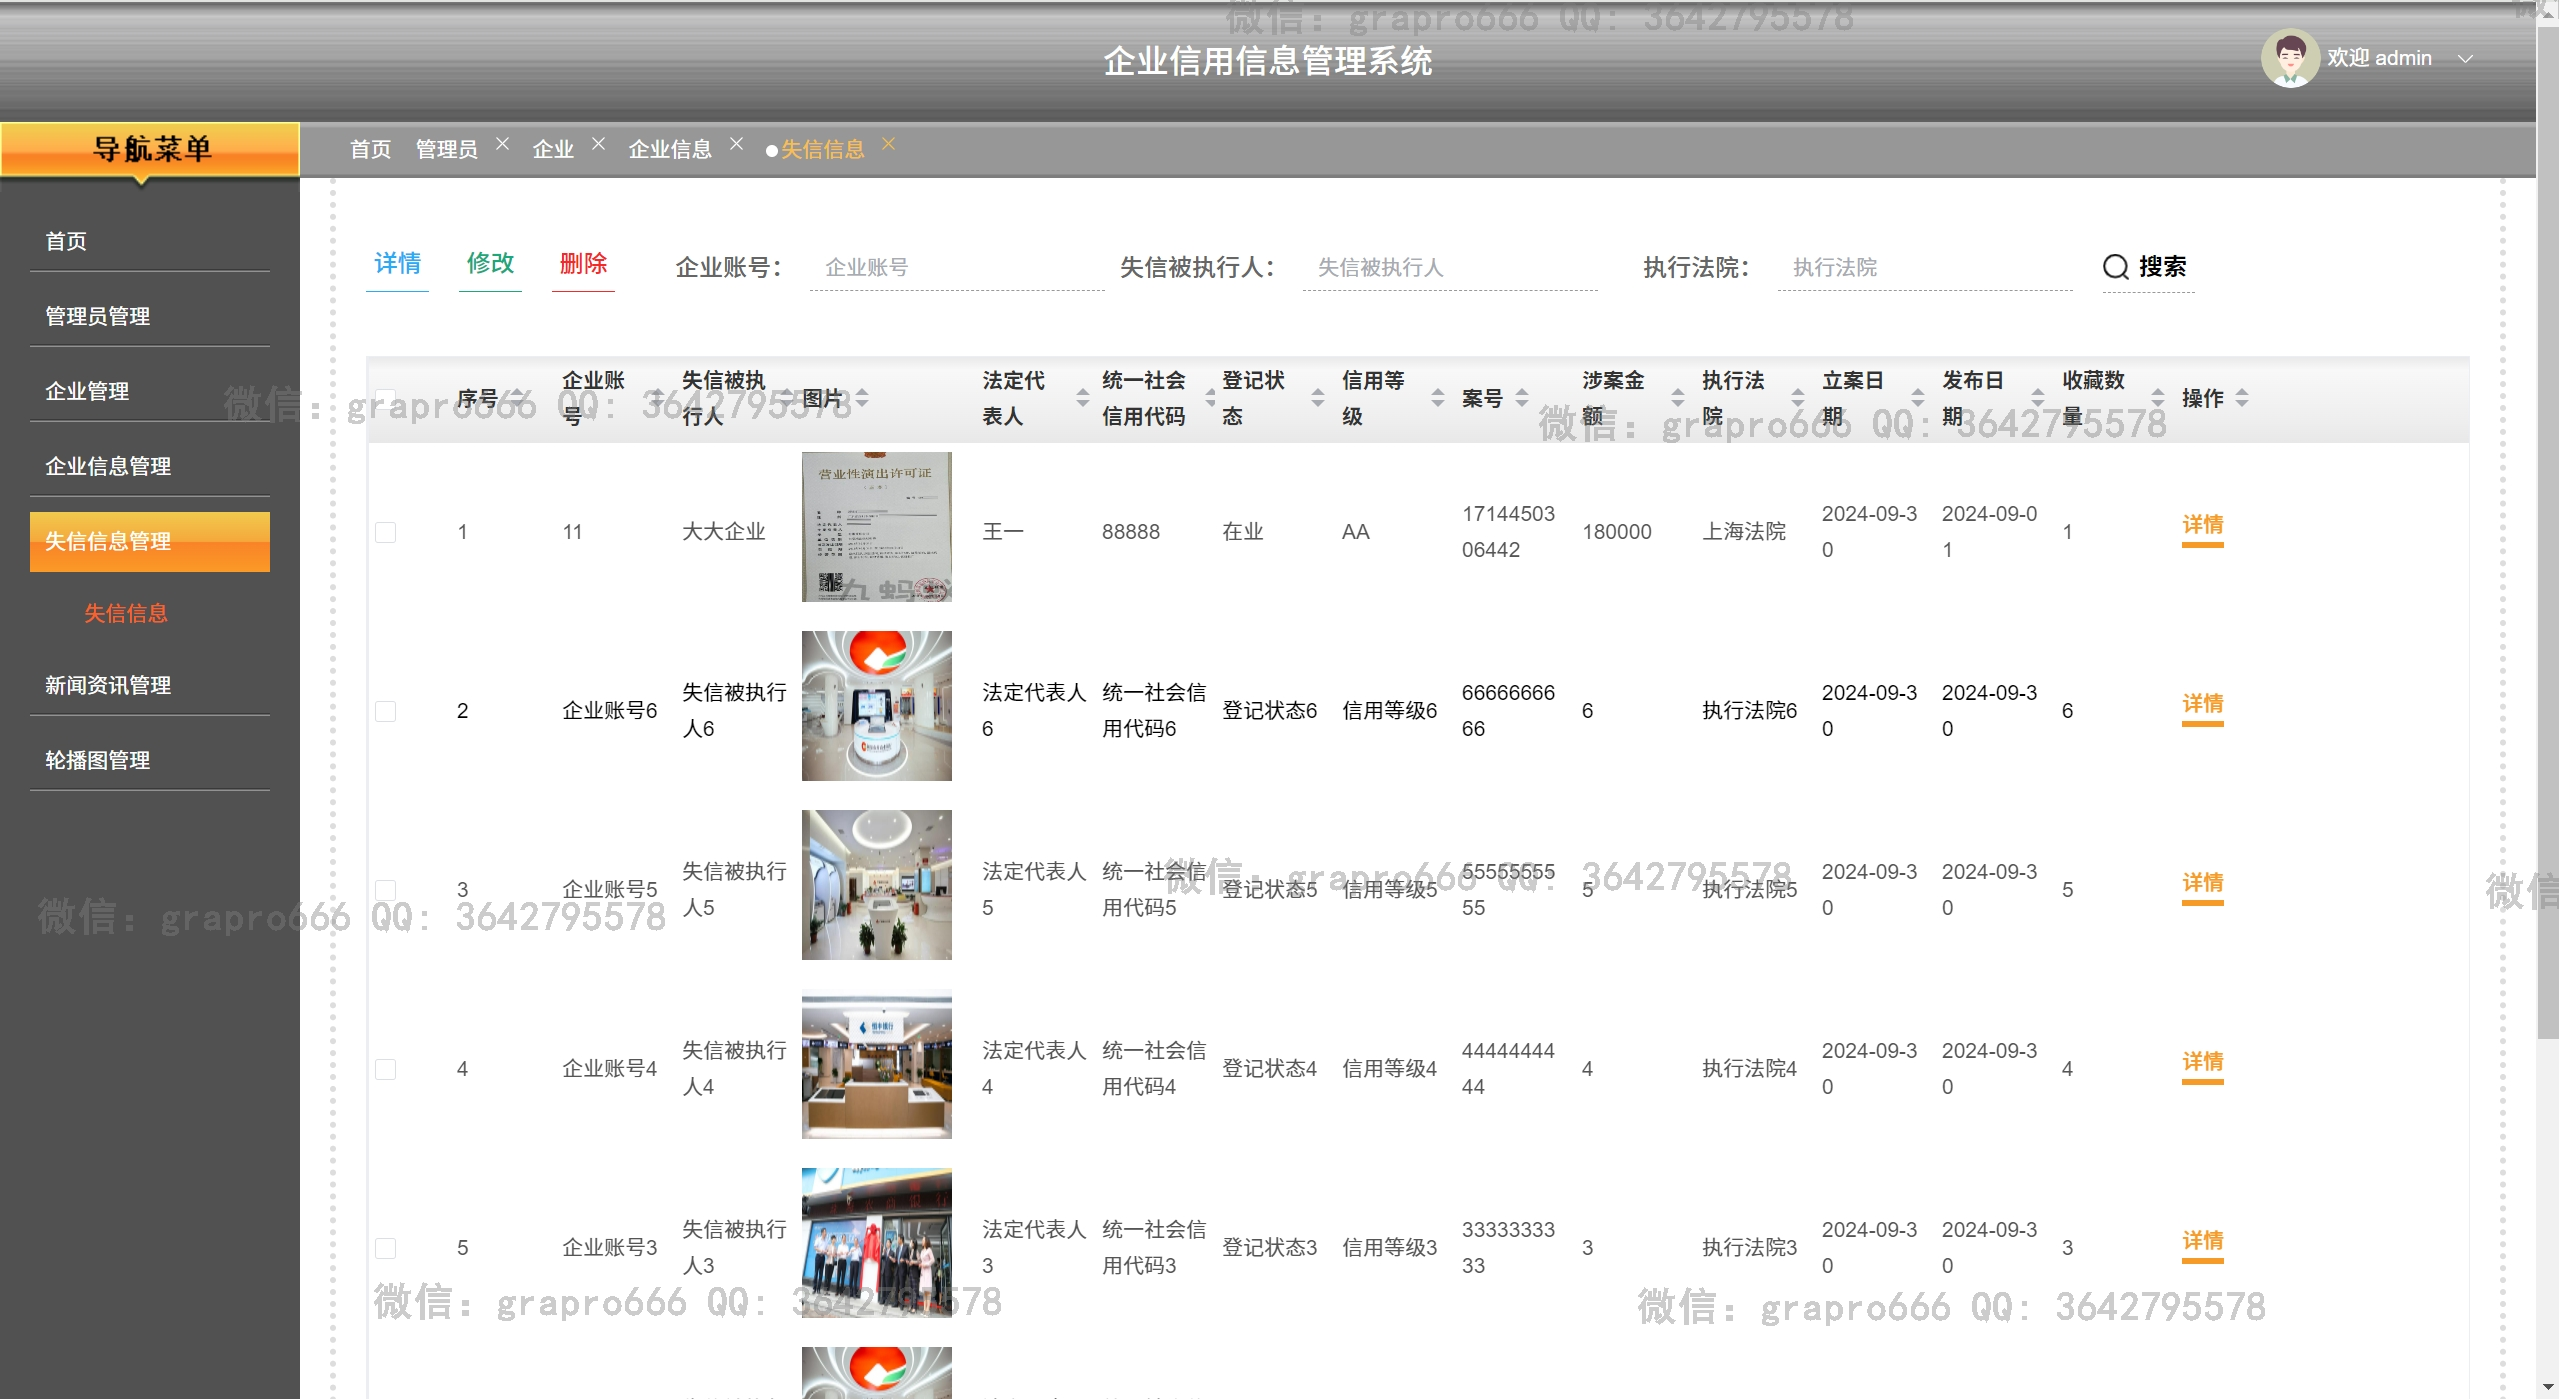 微信：grapro666 QQ：3642795578
企业信用信息管理系统
欢迎 admin
导航菜单
首页 管理员 企业 企业信息 失信信息
首页
管理员管理
企业管理
企业信息管理
失信信息管理
失信信息
新闻资讯管理
轮播图管理
详情 修改 删除 企业账号： 企业账号 失信被执行人： 失信被执行人 执行法院： 执行法院 搜索
序号 企业账号 失信被执行人 图片 法定代表人 统一社会信用代码 登记状态 信用等级 案号 涉案金额 执行法院 立案日期 发布日期 收藏数量 操作
微信：grapro666 QQ：3642795578
微信：grapro666 QQ：3642795578
营业性演出许可证
1 11 大大企业 王一 88888 在业 AA 1714450306442 180000 上海法院 2024-09-30 2024-09-01 1 详情
2 企业账号6 失信被执行人6 法定代表人6 统一社会信用代码6 登记状态6 信用等级6 6666666666 6 执行法院6 2024-09-30 2024-09-30 6 详情
3 企业账号5 失信被执行人5 法定代表人5 统一社会信用代码5 登记状态5 信用等级5 5555555555 5 执行法院5 2024-09-30 2024-09-30 5 详情
微信：grapro666 QQ：3642795578
微信：grapro666 QQ：3642795578
微信
恒丰银行
4 企业账号4 失信被执行人4 法定代表人4 统一社会信用代码4 登记状态4 信用等级4 4444444444 4 执行法院4 2024-09-30 2024-09-30 4 详情
5 企业账号3 失信被执行人3 法定代表人3 统一社会信用代码3 登记状态3 信用等级3 3333333333 3 执行法院3 2024-09-30 2024-09-30 3 详情
微信：grapro666 QQ：3642795578
微信：grapro666 QQ：3642795578